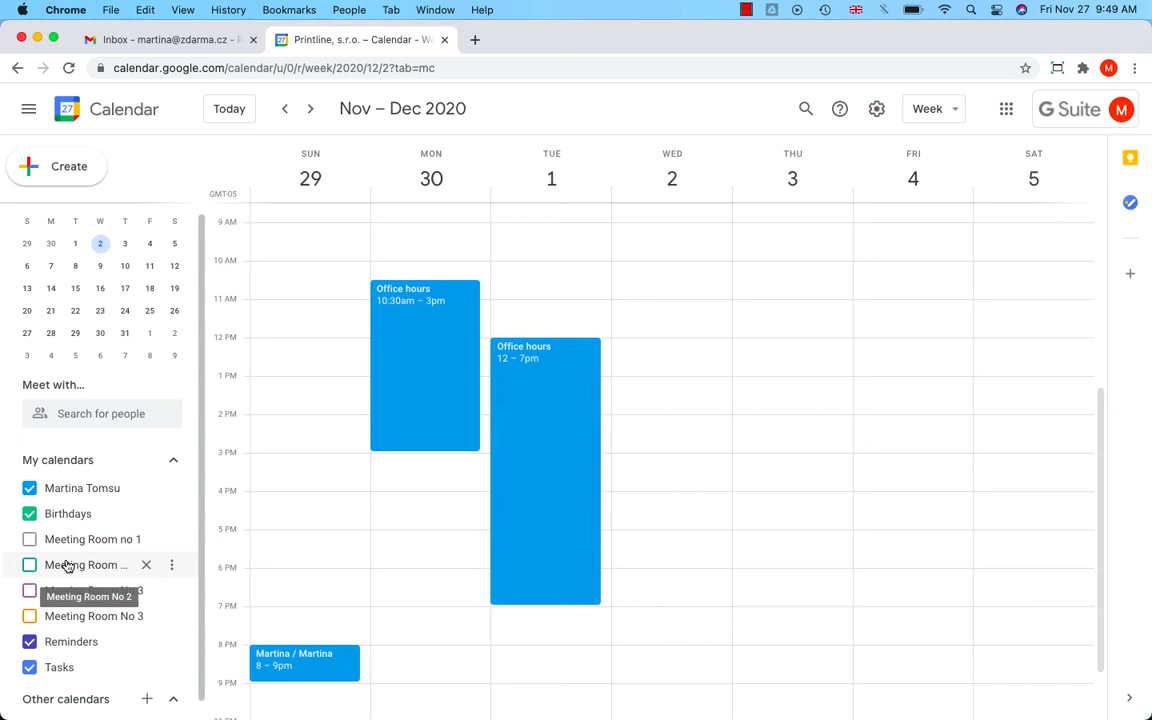 Chrome File Edit View History Bookmarks People Tab Window Help Fri Nov 27 9:49 AM
Inbox - martina@zdarma.cz - P
Printline, s.r.o. – Calendar - We
calendar.google.com/calendar/u/0/r/week/2020/12/2?tab=mc M
27 Calendar Today Nov – Dec 2020 Week G Suite M
Create
SUN MON TUE WED THU FRI SAT
29 30 1 2 3 4 5
GMT-05
S M T W T F S
29 30 1 2 3 4 5
6 7 8 9 10 11 12
13 14 15 16 17 18 19
20 21 22 23 24 25 26
27 28 29 30 31 1 2
3 4 5 6 7 8 9
Meet with...
Search for people
My calendars
Martina Tomsu
Birthdays
Meeting Room no 1
Meeting Room ...
Meeting Room No 2
Meeting Room No 3
Reminders
Tasks
Other calendars
9 AM
10 AM
11 AM
12 PM
1 PM
2 PM
3 PM
4 PM
5 PM
6 PM
7 PM
8 PM
9 PM
Office hours
10:30am – 3pm
Office hours
12 – 7pm
Martina / Martina
8 – 9pm